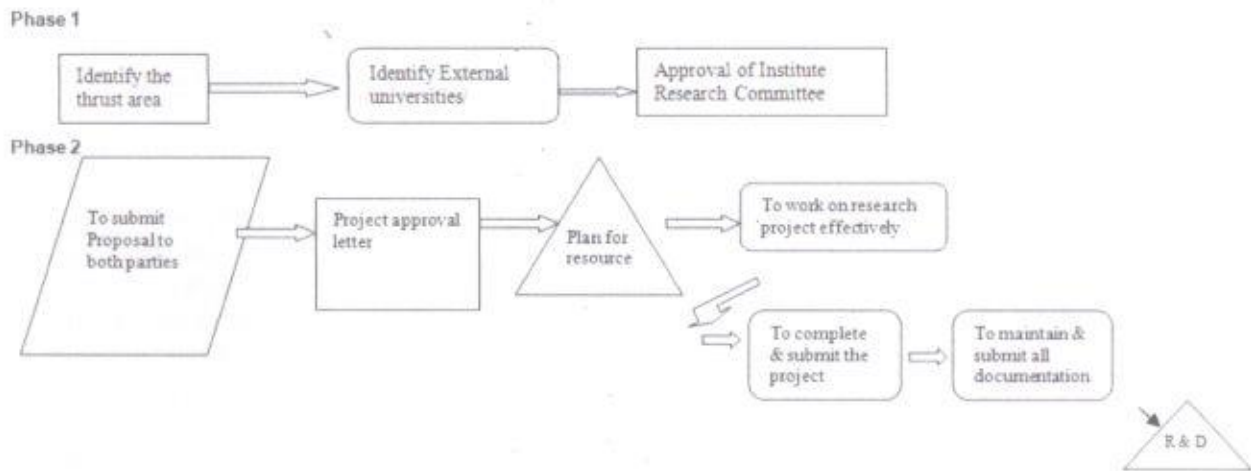 Phase 1
Identify the
thrust area
Identify External
universities
Approval of Institute
Research Committee
Phase 2
To submit
Proposal to
both parties
Project approval
letter
Plan for
resource
To work on research
project effectively
To complete
& submit the
project
To maintain &
submit all
documentation
R & D